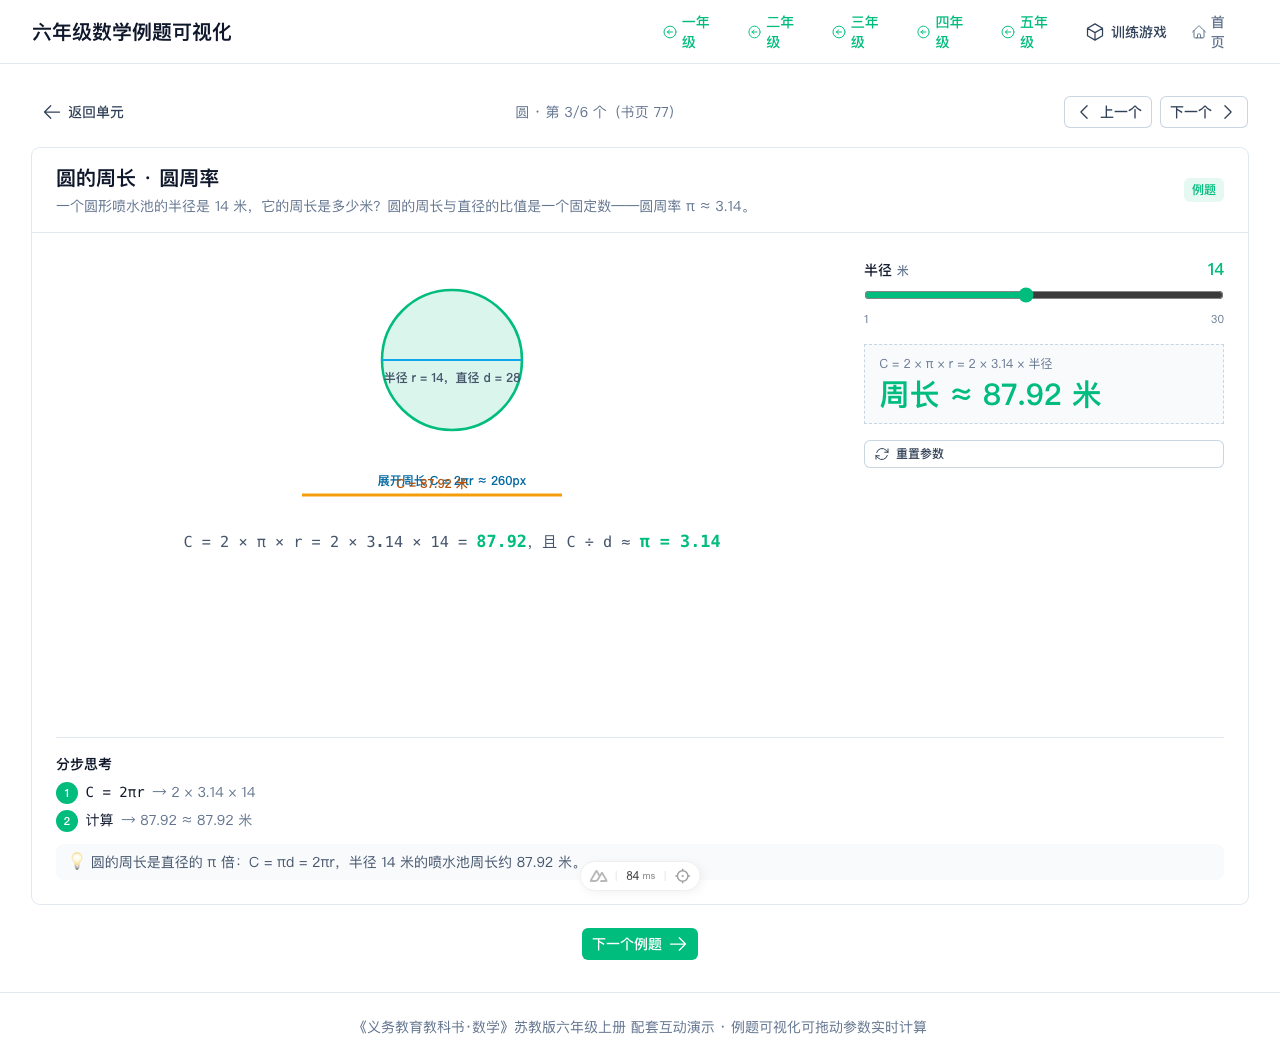 六年级数学例题可视化
一年级
二年级
三年级
四年级
五年级
训练游戏
首页
返回单元
圆 · 第 3/6 个（书页 77）
上一个
下一个
圆的周长 · 圆周率
一个圆形喷水池的半径是 14 米，它的周长是多少米？圆的周长与直径的比值是一个固定数——圆周率 π ≈ 3.14。
例题
半径 r = 14，直径 d = 28
展开周长 C = 2πr ≈ 260px
C = 87.92 米
C = 2 × π × r = 2 × 3.14 × 14 = 87.92，且 C ÷ d ≈ π = 3.14
半径 米
14
1
30
C = 2 × π × r = 2 × 3.14 × 半径
周长 ≈ 87.92 米
重置参数
分步思考
1 C = 2πr → 2 × 3.14 × 14
2 计算 → 87.92 ≈ 87.92 米
💡 圆的周长是直径的 π 倍：C = πd = 2πr，半径 14 米的喷水池周长约 87.92 米。
84 ms
下一个例题
《义务教育教科书·数学》苏教版六年级上册 配套互动演示 · 例题可视化可拖动参数实时计算